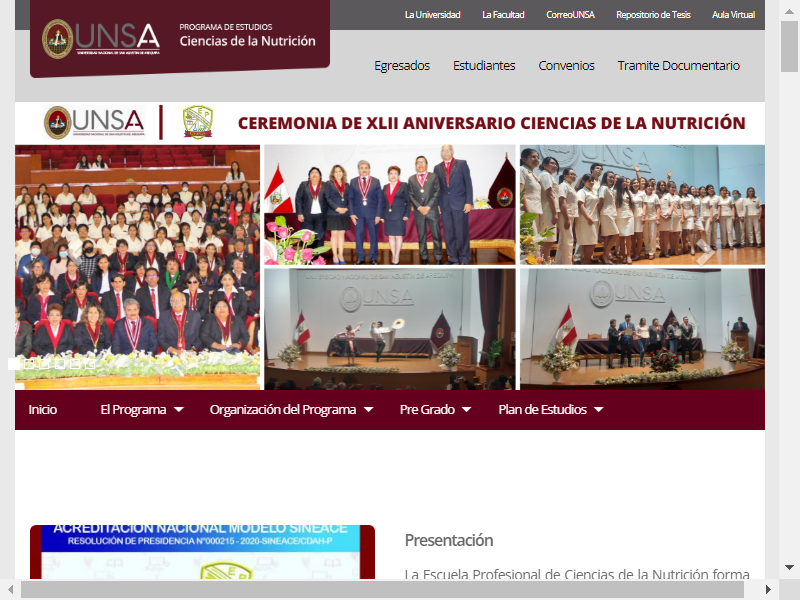 La Universidad La Facultad CorreoUNSA Repositorio de Tesis Aula Virtual
UNSA
UNIVERSIDAD NACIONAL DE SAN AGUSTÍN DE AREQUIPA
PROGRAMA DE ESTUDIOS
Ciencias de la Nutrición
Egresados Estudiantes Convenios Tramite Documentario
UNSA
CEREMONIA DE XLII ANIVERSARIO CIENCIAS DE LA NUTRICIÓN
UNSA
UNSA
UNSA
Inicio El Programa Organización del Programa Pre Grado Plan de Estudios
ACREDITACIÓN NACIONAL MODELO SINEACE
RESOLUCIÓN DE PRESIDENCIA N°000215 - 2020-SINEACE/CDAH-P
Presentación
La Escuela Profesional de Ciencias de la Nutrición forma